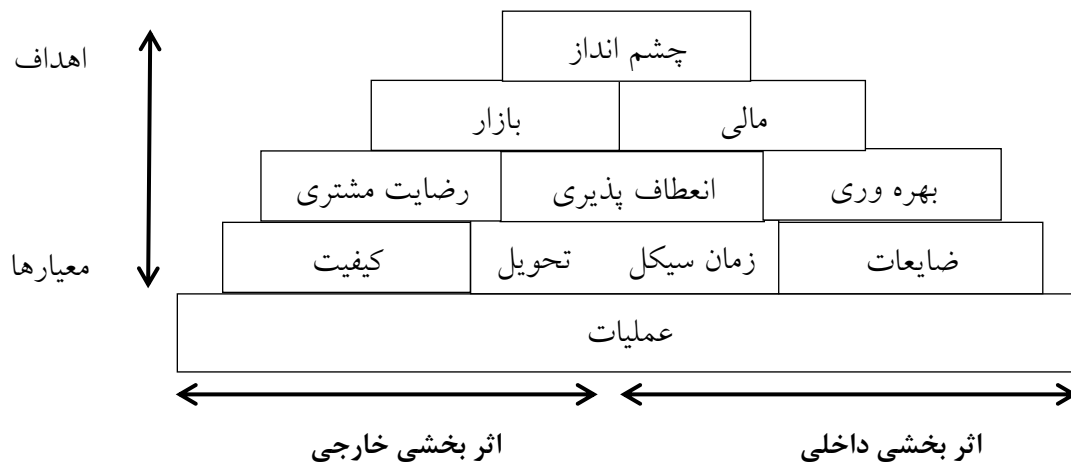 چشم انداز
اهداف
مالی
بازار
بهره وری
انعطاف پذیری
رضایت مشتری
ضایعات
زمان سیکل
تحویل
کیفیت
معیارها
عملیات
اثر بخشی داخلی
اثر بخشی خارجی